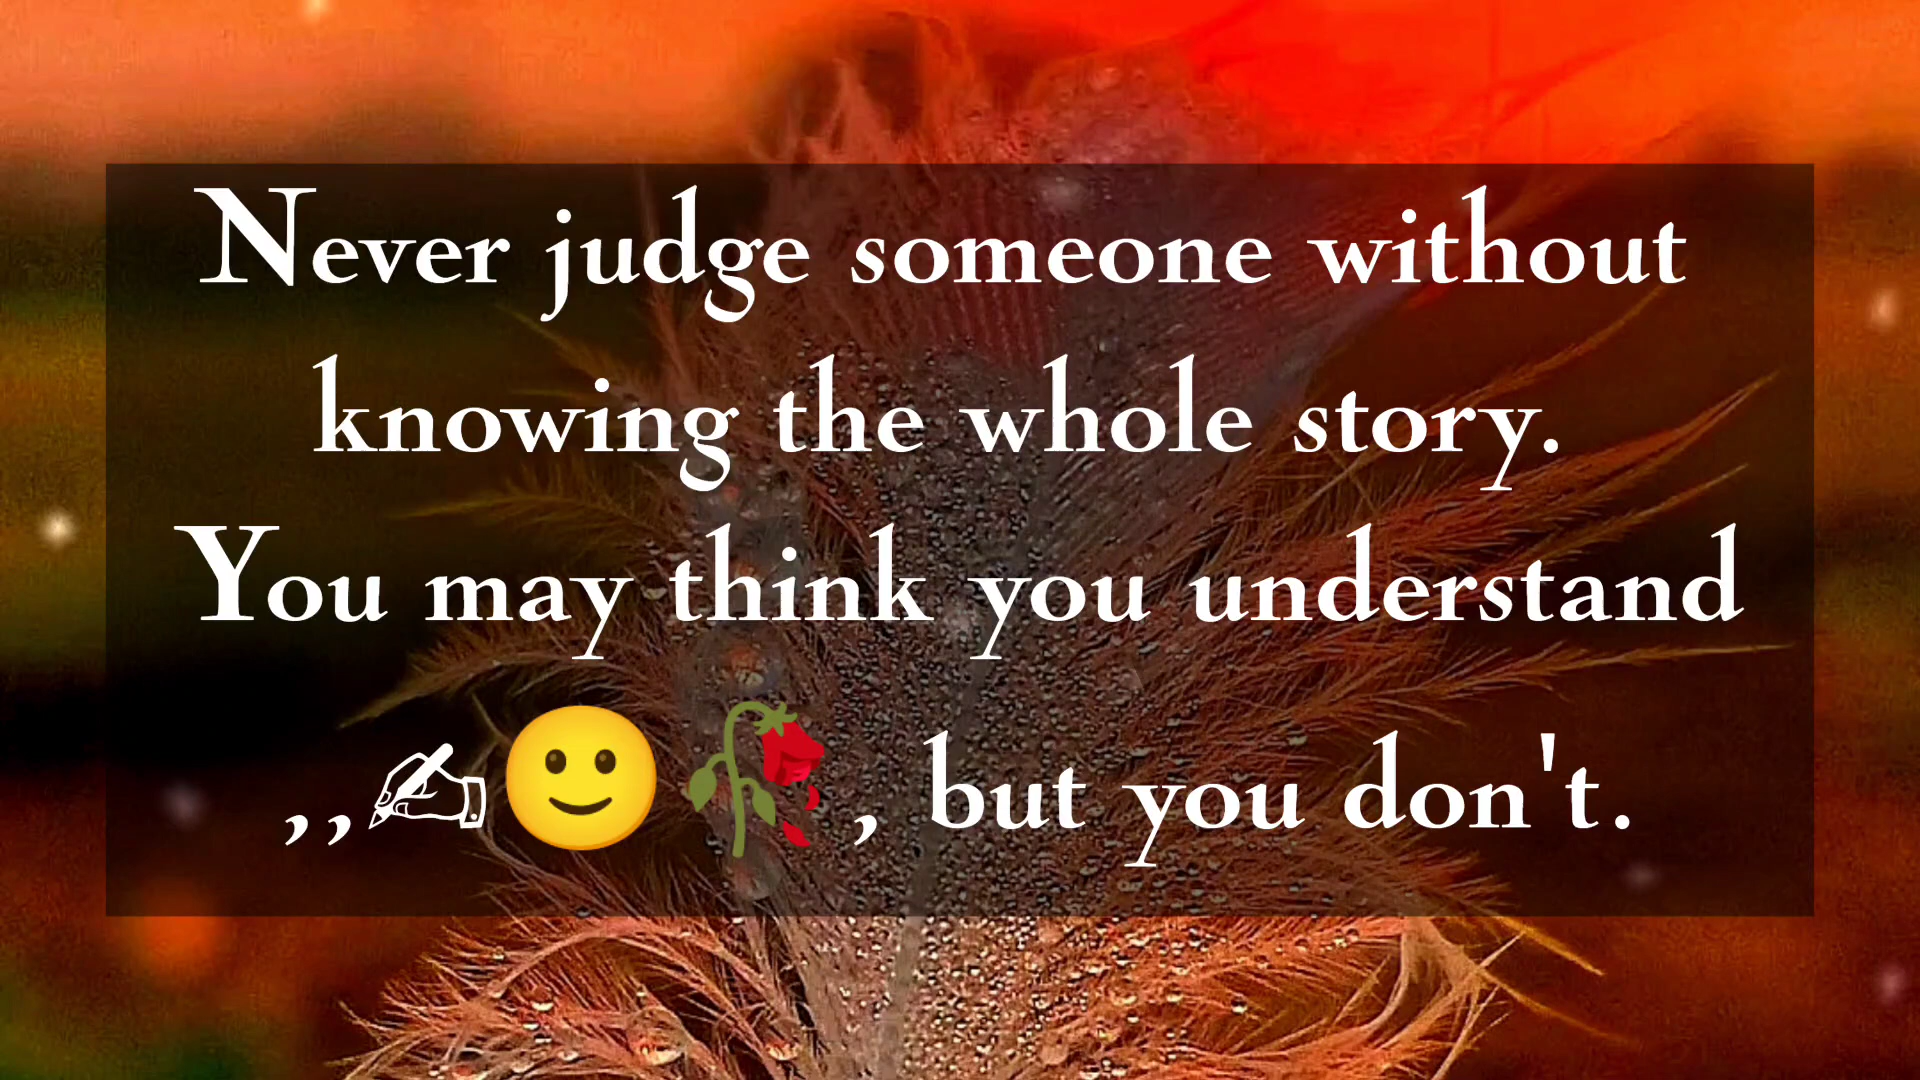 Never judge someone without
knowing the whole story.
You may think you understand
,,✍🙂🥀, but you don't.